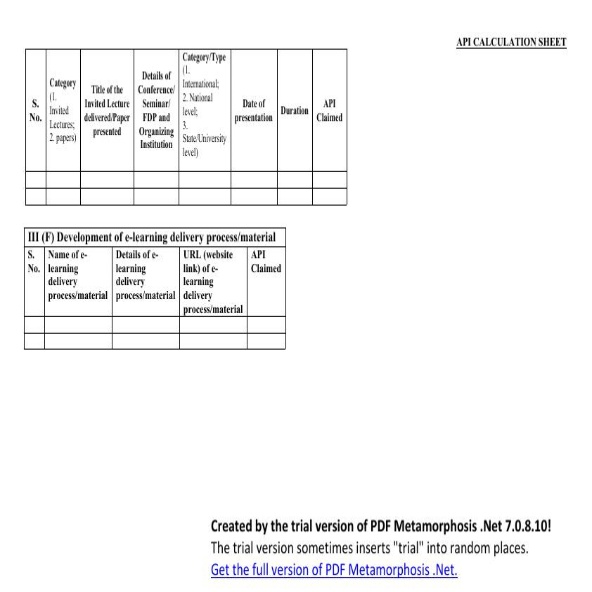 API CALCULATION SHEET
S.
No.
Category
(1.
Invited
Lectures;
2. papers)
Title of the
Invited Lecture
delivered/Paper
presented
Details of
Conference/
Seminar/
FDP and
Organizing
Institution
Category/Type
(1.
International;
2. National
level;
3.
State/University
level)
Date of
presentation
Duration
API
Claimed
III (F) Development of e-learning delivery process/material
S.
No.
Name of e-
learning
delivery
process/material
Details of e-
learning
delivery
process/material
URL (website
link) of e-
learning
delivery
process/material
API
Claimed
Created by the trial version of PDF Metamorphosis .Net 7.0.8.10!
The trial version sometimes inserts "trial" into random places.
Get the full version of PDF Metamorphosis .Net.